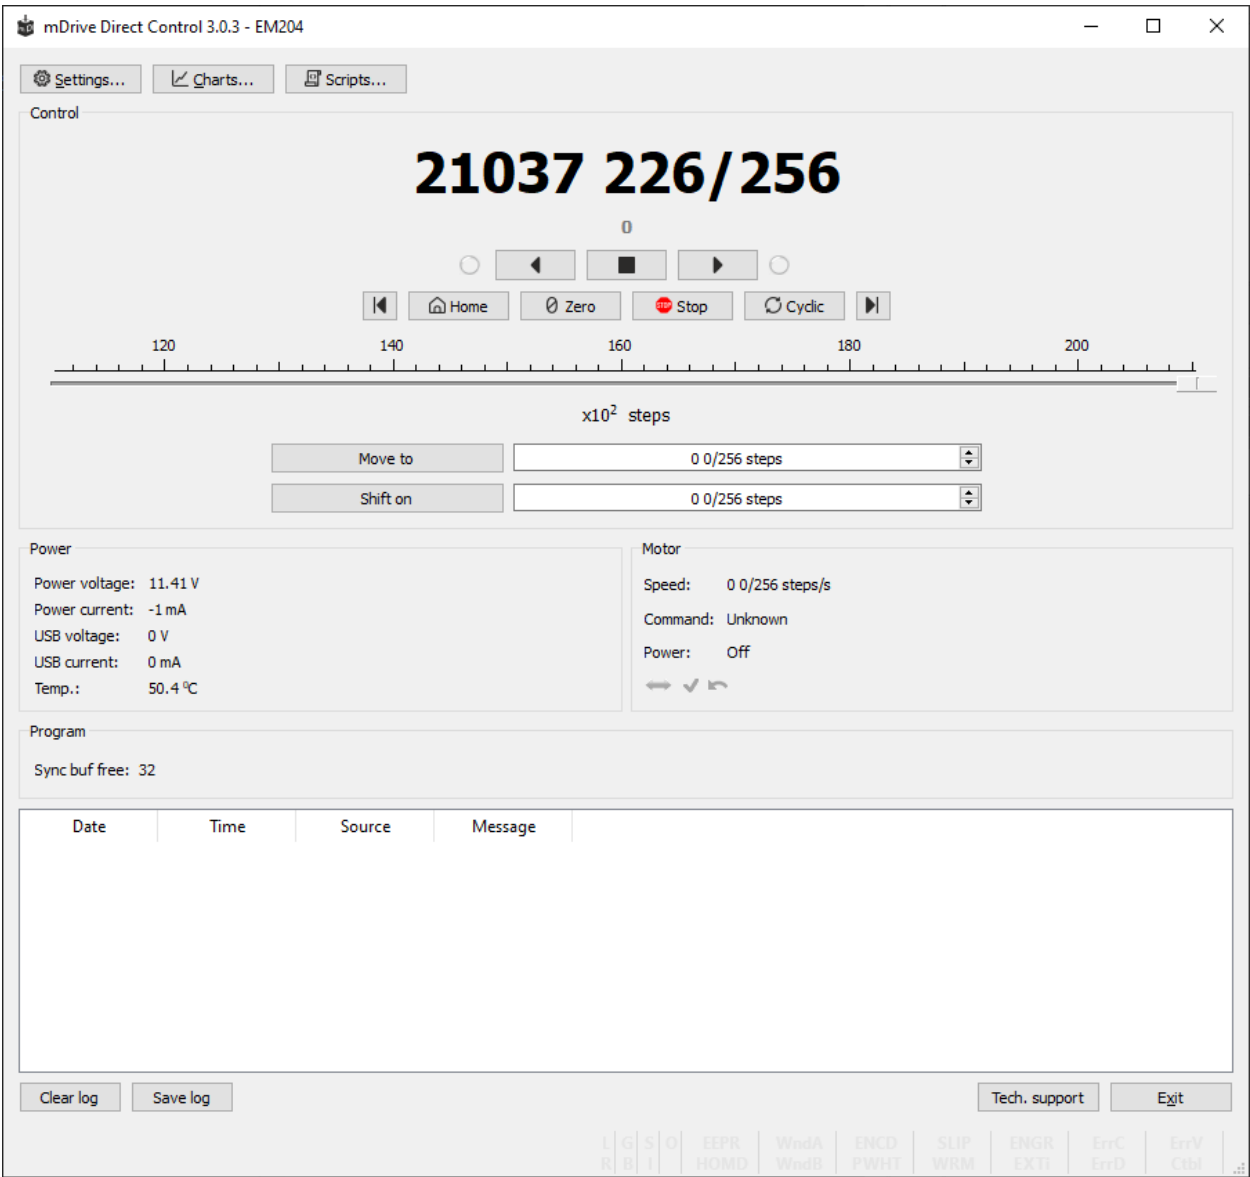 mDrive Direct Control 3.0.3 - EM204
Settings... Charts... Scripts...
Control
21037 226/256
0
Home 0 Zero STOP Stop Cyclic
120 140 160 180 200
x10² steps
Move to 0 0/256 steps
Shift on 0 0/256 steps
Power
Power voltage: 11.41 V
Power current: -1 mA
USB voltage: 0 V
USB current: 0 mA
Temp.: 50.4 ⁰C
Motor
Speed: 0 0/256 steps/s
Command: Unknown
Power: Off
Program
Sync buf free: 32
Date Time Source Message
Clear log Save log Tech. support Exit
L G S O EEPR WndA ENCD SLIP ENGR ErrC ErrV
R B I HOMD WndB PWHT WRM EXTi ErrD Ctbl